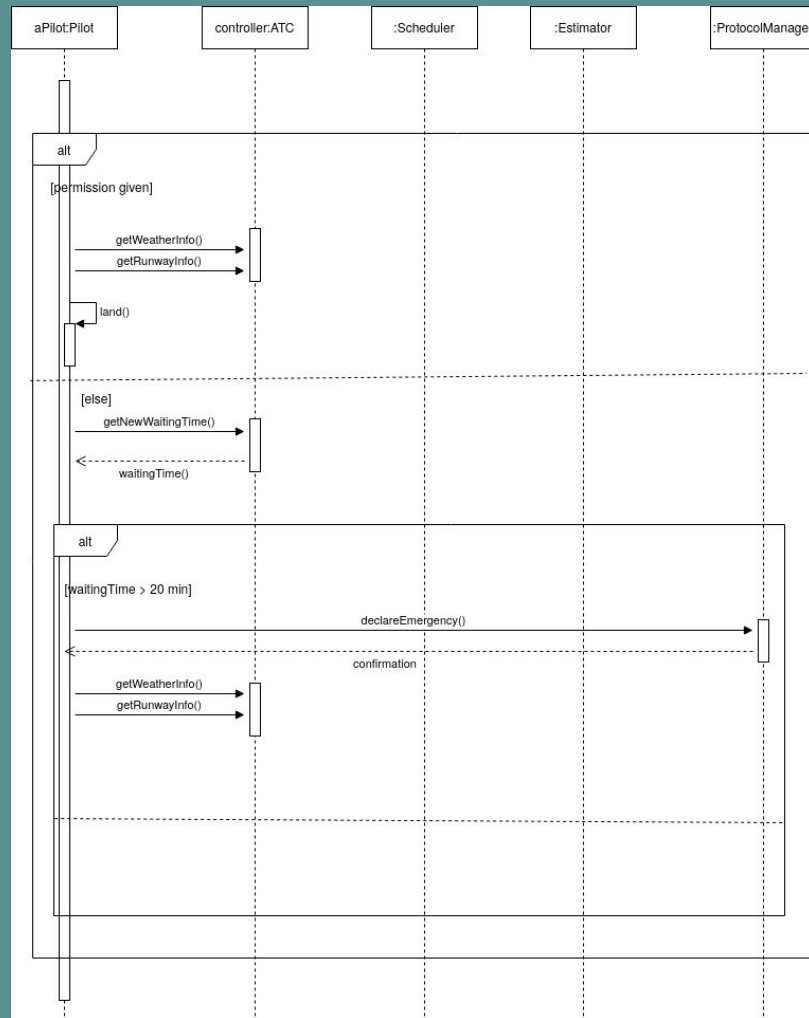 aPilot:Pilot
controller:ATC
:Scheduler
:Estimator
:ProtocolManage
alt
[permission given]
getWeatherInfo()
getRunwayInfo()
land()
[else]
getNewWaitingTime()
waitingTime()
alt
[waitingTime > 20 min]
declareEmergency()
confirmation
getWeatherInfo()
getRunwayInfo()